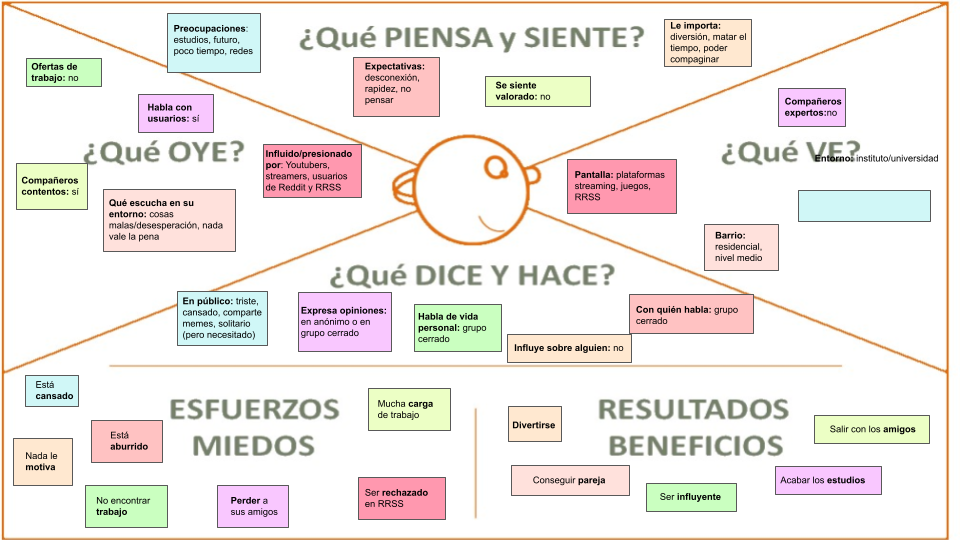 ¿Qué PIENSA y SIENTE?
Preocupaciones:
estudios, futuro,
poco tiempo, redes
Expectativas:
desconexión,
rapidez, no
pensar
Se siente
valorado: no
Le importa:
diversión, matar el
tiempo, poder
compaginar
¿Qué OYE?
Ofertas de
trabajo: no
Habla con
usuarios: sí
Compañeros
contentos: sí
Qué escucha en su
entorno: cosas
malas/desesperación, nada
vale la pena
Influido/presionado
por: Youtubers,
streamers, usuarios
de Reddit y RRSS
¿Qué VE?
Compañeros
expertos:no
Entorno: instituto/universidad
Pantalla: plataformas
streaming, juegos,
RRSS
Barrio:
residencial,
nivel medio
¿Qué DICE Y HACE?
En público: triste,
cansado, comparte
memes, solitario
(pero necesitado)
Expresa opiniones:
en anónimo o en
grupo cerrado
Habla de vida
personal: grupo
cerrado
Influye sobre alguien: no
Con quién habla: grupo
cerrado
ESFUERZOS
MIEDOS
Está
cansado
Está
aburrido
Nada le
motiva
No encontrar
trabajo
Perder a
sus amigos
Mucha carga
de trabajo
Ser rechazado
en RRSS
RESULTADOS
BENEFICIOS
Divertirse
Salir con los amigos
Conseguir pareja
Ser influyente
Acabar los estudios